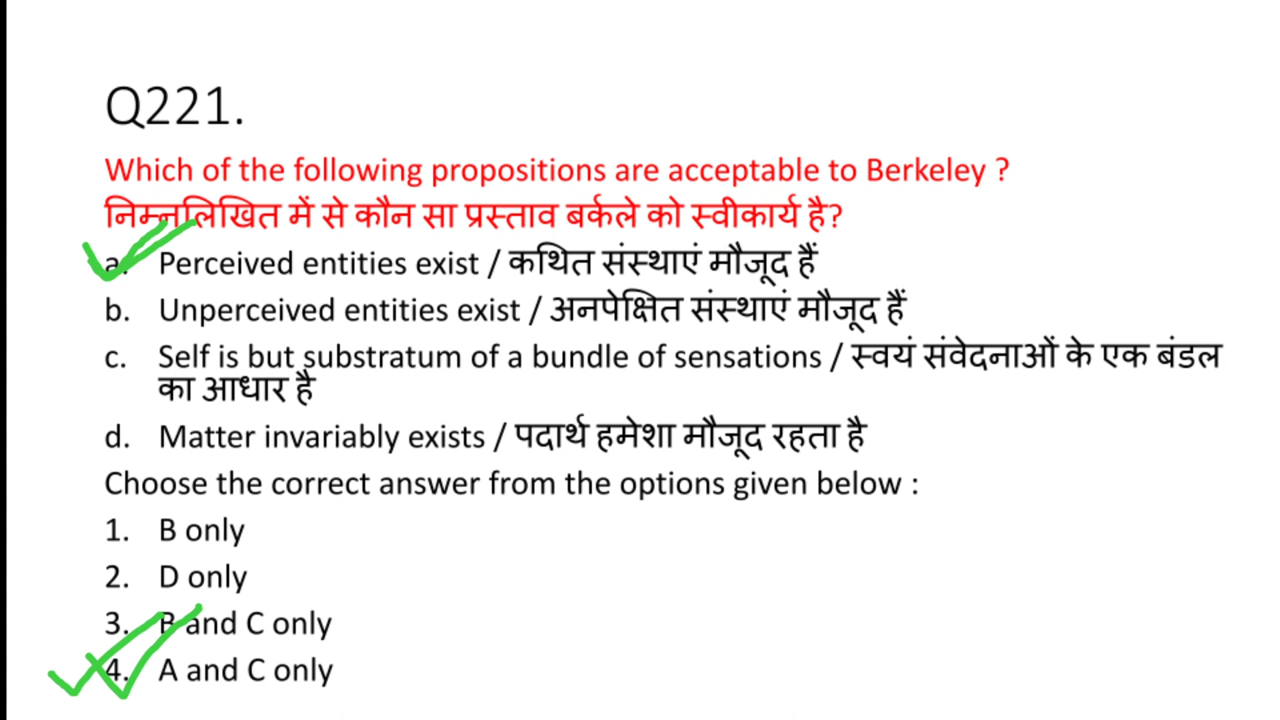 Q221.
Which of the following propositions are acceptable to Berkeley ?
निम्नलिखित में से कौन सा प्रस्ताव बर्कले को स्वीकार्य है?
a. Perceived entities exist / कथित संस्थाएं मौजूद हैं
b. Unperceived entities exist / अनपेक्षित संस्थाएं मौजूद हैं
c. Self is but substratum of a bundle of sensations / स्वयं संवेदनाओं के एक बंडल
का आधार है
d. Matter invariably exists / पदार्थ हमेशा मौजूद रहता है
Choose the correct answer from the options given below :
1. B only
2. D only
3. B and C only
4. A and C only